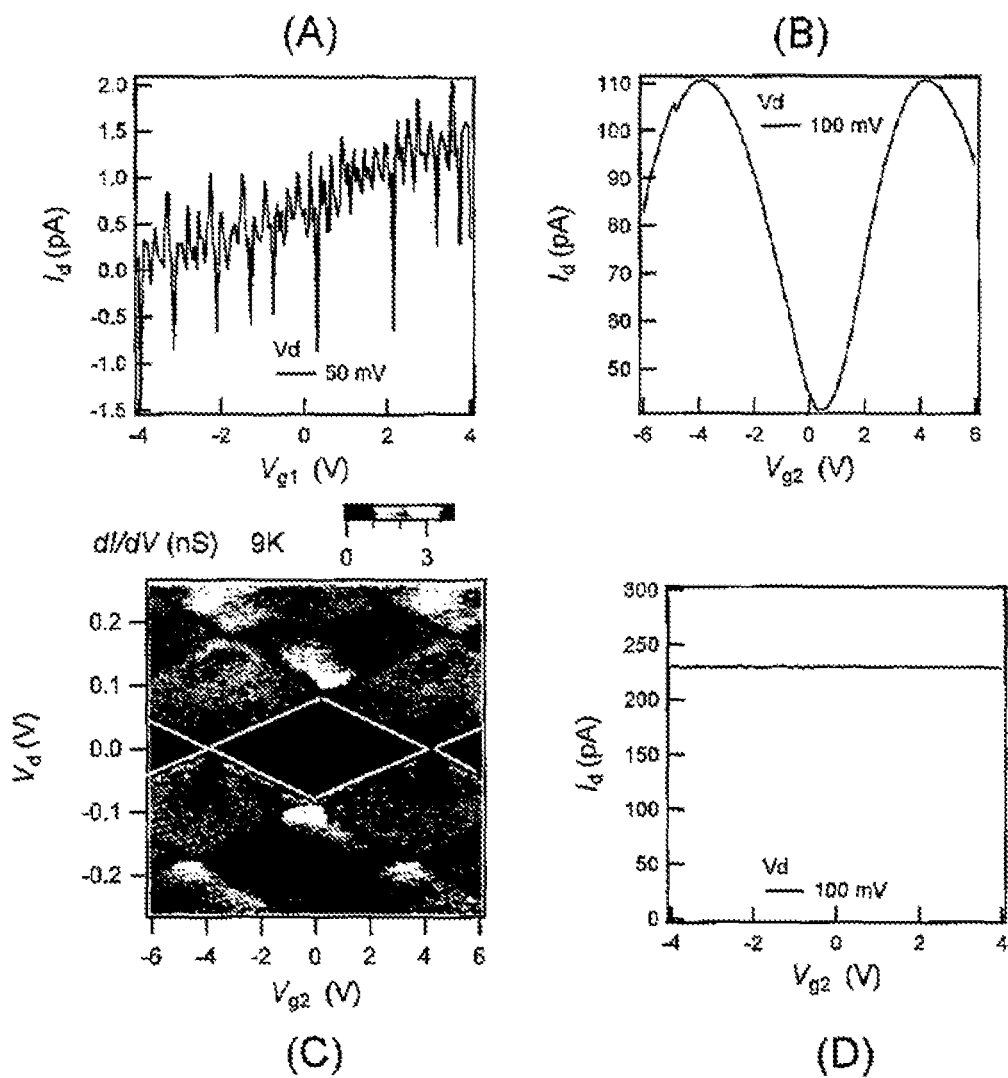 (A)
2.0
1.5
1.0
0.5
0.0
-0.5
-1.0
-1.5
Id (pA)
Vd
50 mV
-4 -2 0 2 4
Vg1 (V)
(B)
110
100
90
80
70
60
50
Id (pA)
Vd
100 mV
-6 -4 -2 0 2 4 6
Vg2 (V)
dI/dV (nS) 9K
0 3
0.2
0.1
0.0
-0.1
-0.2
Vd (V)
-6 -4 -2 0 2 4 6
Vg2 (V)
(C)
300
250
200
150
100
50
0
Id (pA)
Vd
100 mV
-4 -2 0 2 4
Vg2 (V)
(D)